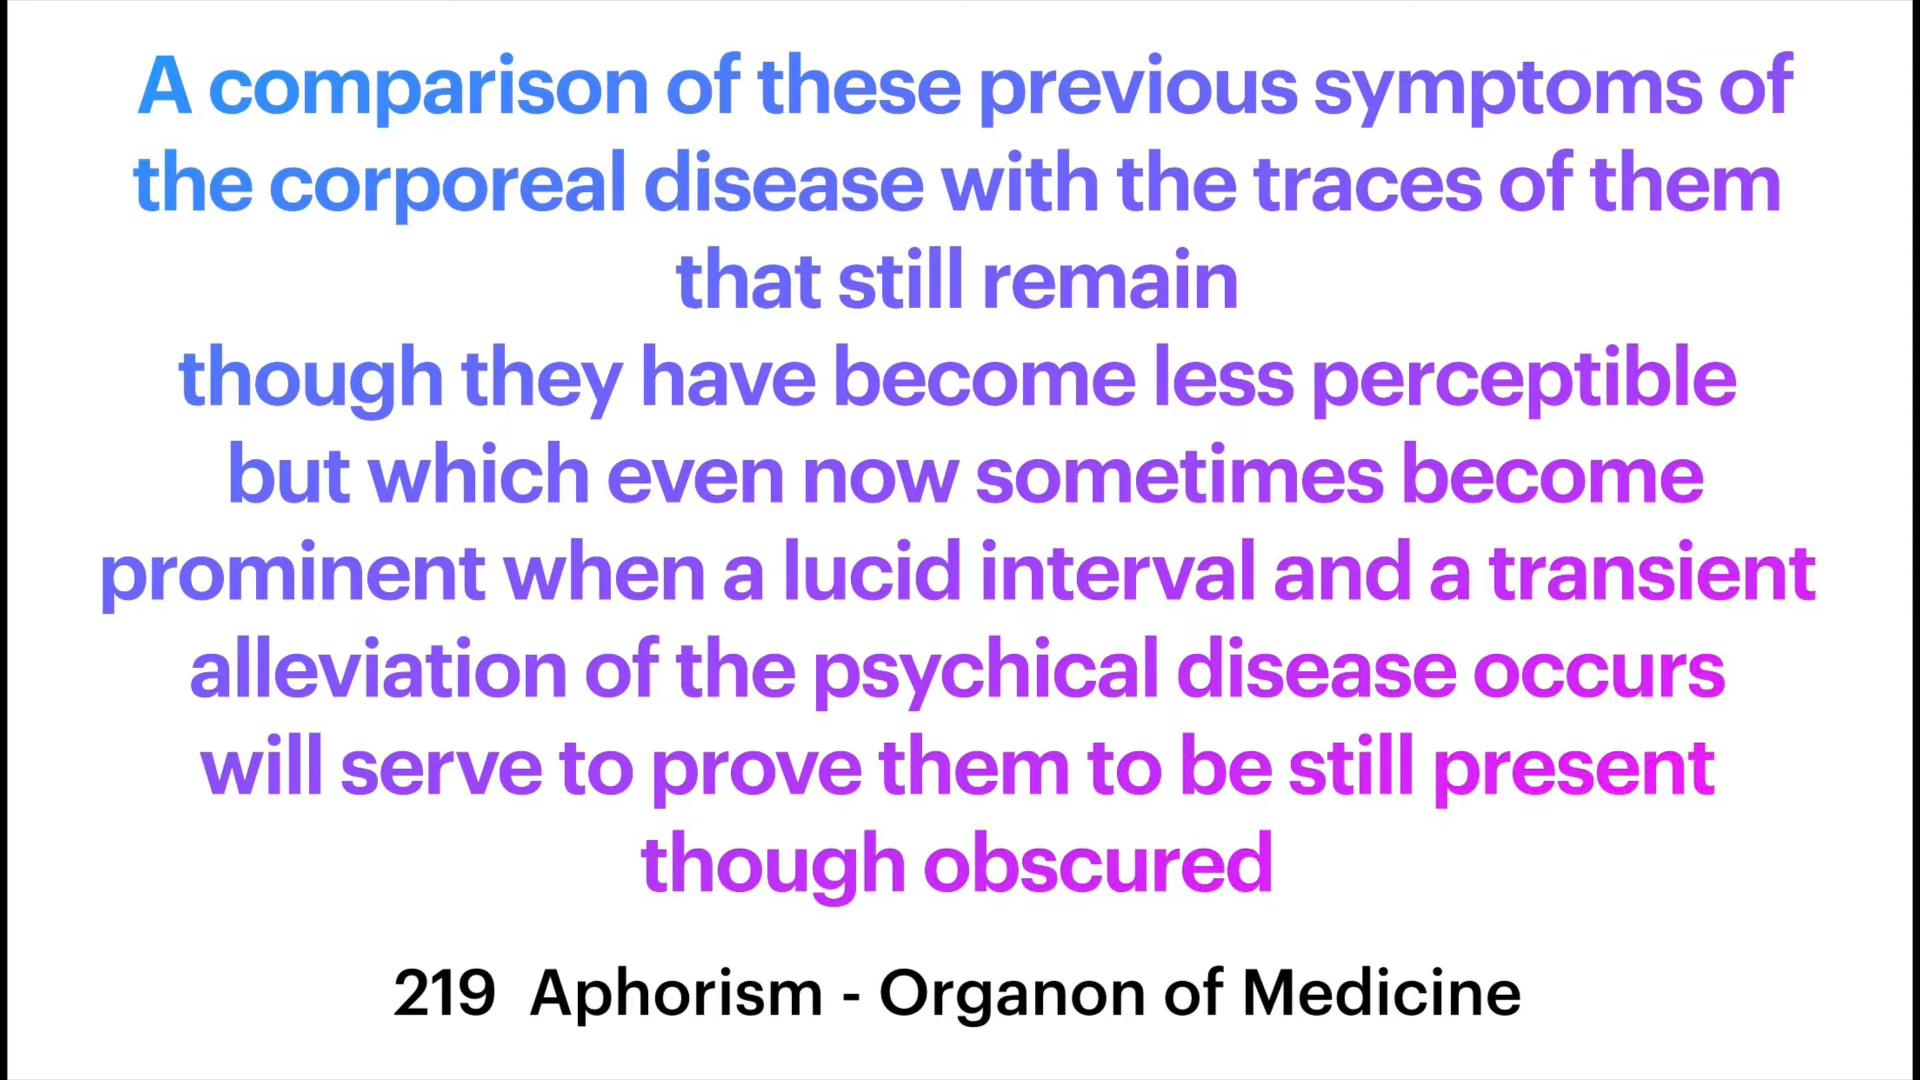 A comparison of these previous symptoms of
the corporeal disease with the traces of them
that still remain
though they have become less perceptible
but which even now sometimes become
prominent when a lucid interval and a transient
alleviation of the psychical disease occurs
will serve to prove them to be still present
though obscured
219 Aphorism - Organon of Medicine